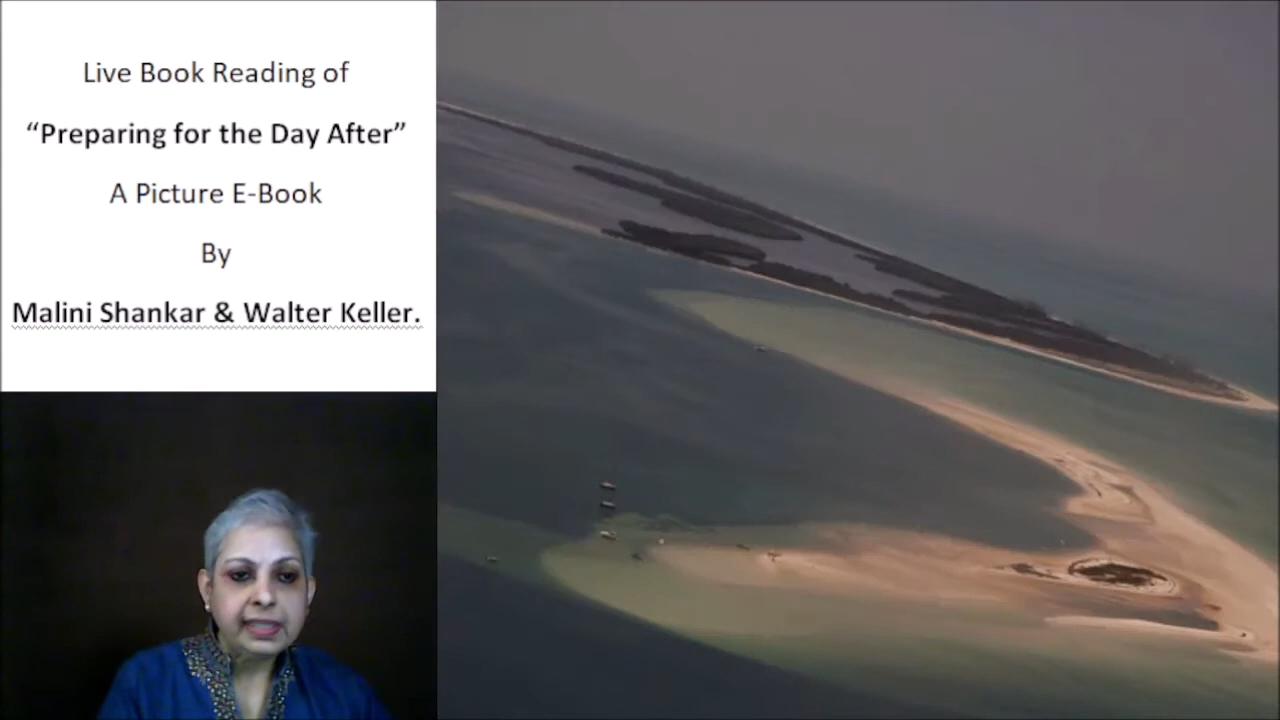 Live Book Reading of
“Preparing for the Day After”
A Picture E-Book
By
Malini Shankar & Walter Keller.